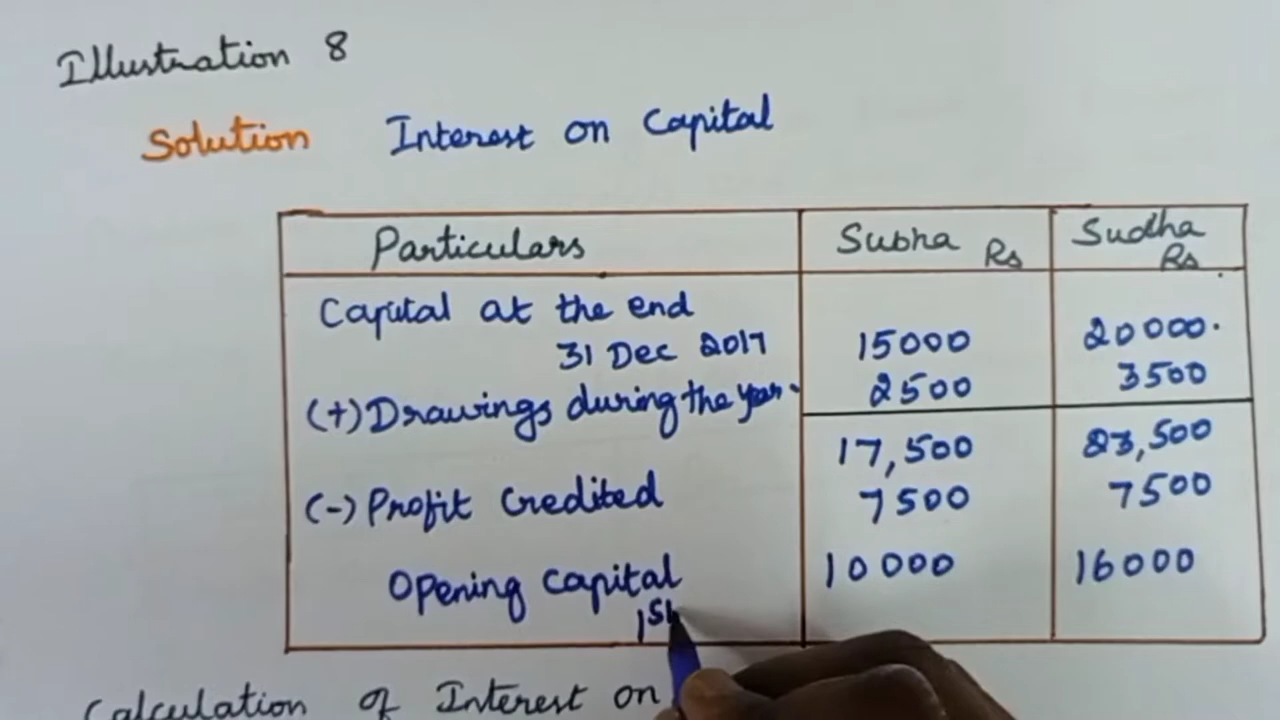 Illustration 8
Solution Interest on Capital
Particulars Subha Rs Sudha Rs.
Capital at the end
31 Dec 2017 15000 20000.
(+) Drawings during the year. 2500 3500
17,500 23,500
(-) Profit Credited 7500 7500
Opening Capital 10000 16000
1st
Calculation of Interest on